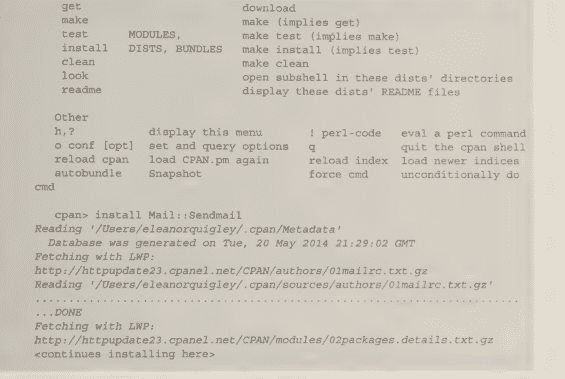 get download
make make (implies get)
test MODULES, make test (implies make)
install DISTS, BUNDLES make install (implies test)
clean make clean
look open subshell in these dists' directories
readme display these dists' README files
Other
h,? display this menu ! perl-code eval a perl command
o conf [opt] set and query options q quit the cpan shell
reload cpan load CPAN.pm again reload index load newer indices
autobundle Snapshot force cmd unconditionally do
cmd
cpan> install Mail::Sendmail
Reading '/Users/eleanorquigley/.cpan/Metadata'
Database was generated on Tue, 20 May 2014 21:29:02 GMT
Fetching with LWP:
http://httpupdate23.cpanel.net/CPAN/authors/01mailrc.txt.gz
Reading '/Users/eleanorquigley/.cpan/sources/authors/01mailrc.txt.gz'
............................................................................
...DONE
Fetching with LWP:
http://httpupdate23.cpanel.net/CPAN/modules/02packages.details.txt.gz
<continues installing here>